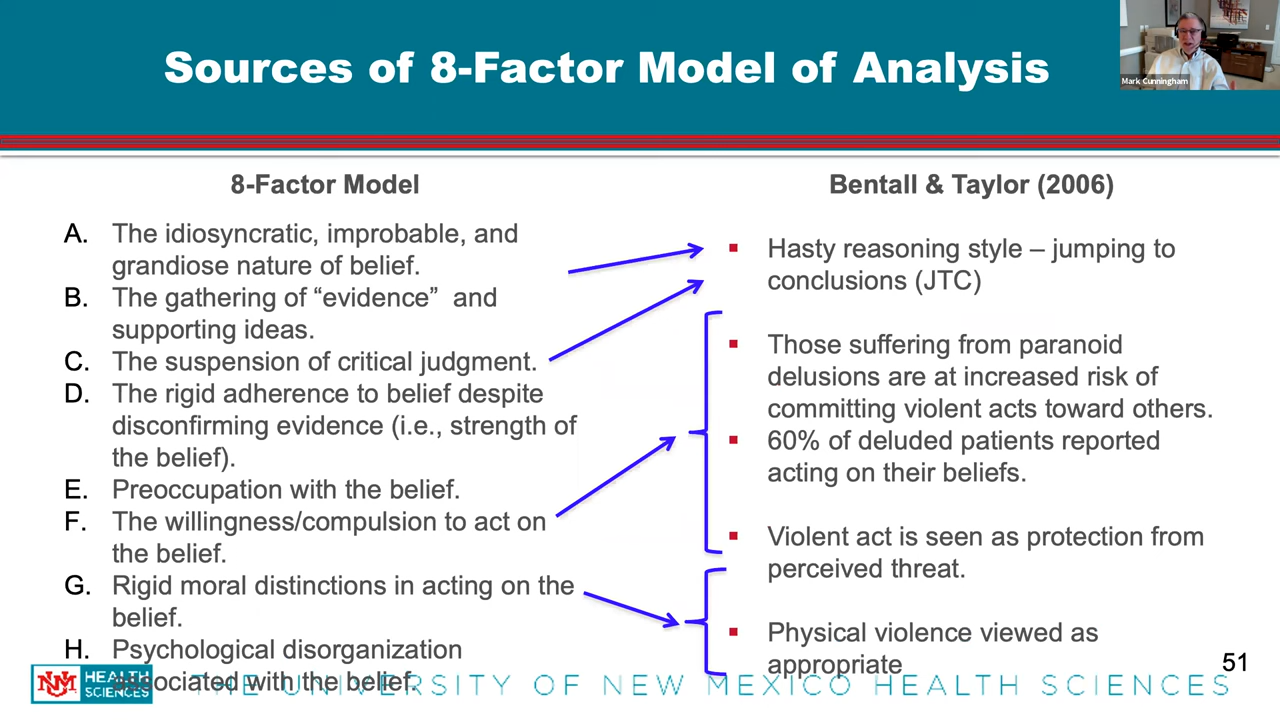 Sources of 8-Factor Model of Analysis
Mark Cunningham
8-Factor Model
A. The idiosyncratic, improbable, and
grandiose nature of belief.
B. The gathering of “evidence” and
supporting ideas.
C. The suspension of critical judgment.
D. The rigid adherence to belief despite
disconfirming evidence (i.e., strength of
the belief).
E. Preoccupation with the belief.
F. The willingness/compulsion to act on
the belief.
G. Rigid moral distinctions in acting on the
belief.
H. Psychological disorganization
associated with the belief.
Bentall & Taylor (2006)
▪ Hasty reasoning style – jumping to
conclusions (JTC)
▪ Those suffering from paranoid
delusions are at increased risk of
committing violent acts toward others.
▪ 60% of deluded patients reported
acting on their beliefs.
▪ Violent act is seen as protection from
perceived threat.
▪ Physical violence viewed as
appropriate
51
UNM
HEALTH
SCIENCES
THE UNIVERSITY OF NEW MEXICO HEALTH SCIENCES